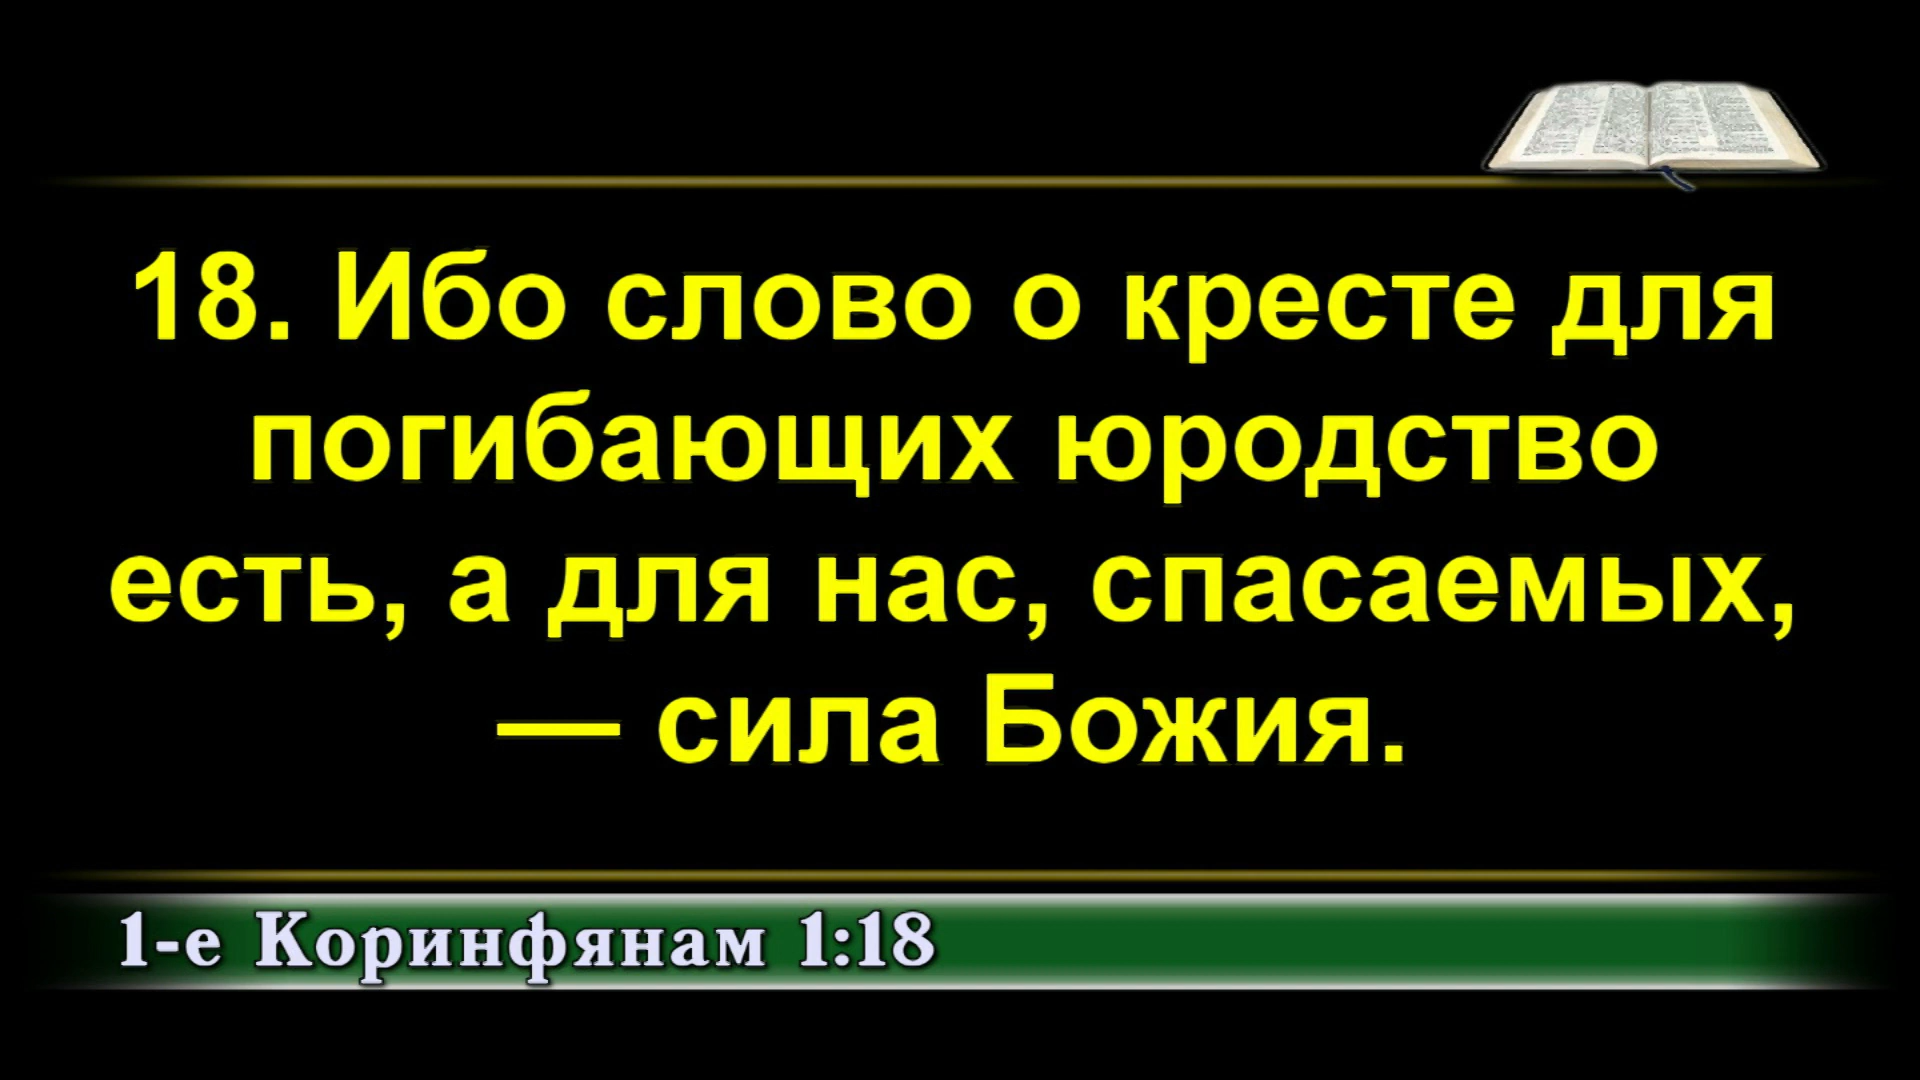 18. Ибо слово о кресте для
погибающих юродство
есть, а для нас, спасаемых,
— сила Божия.
1-е Коринфянам 1:18